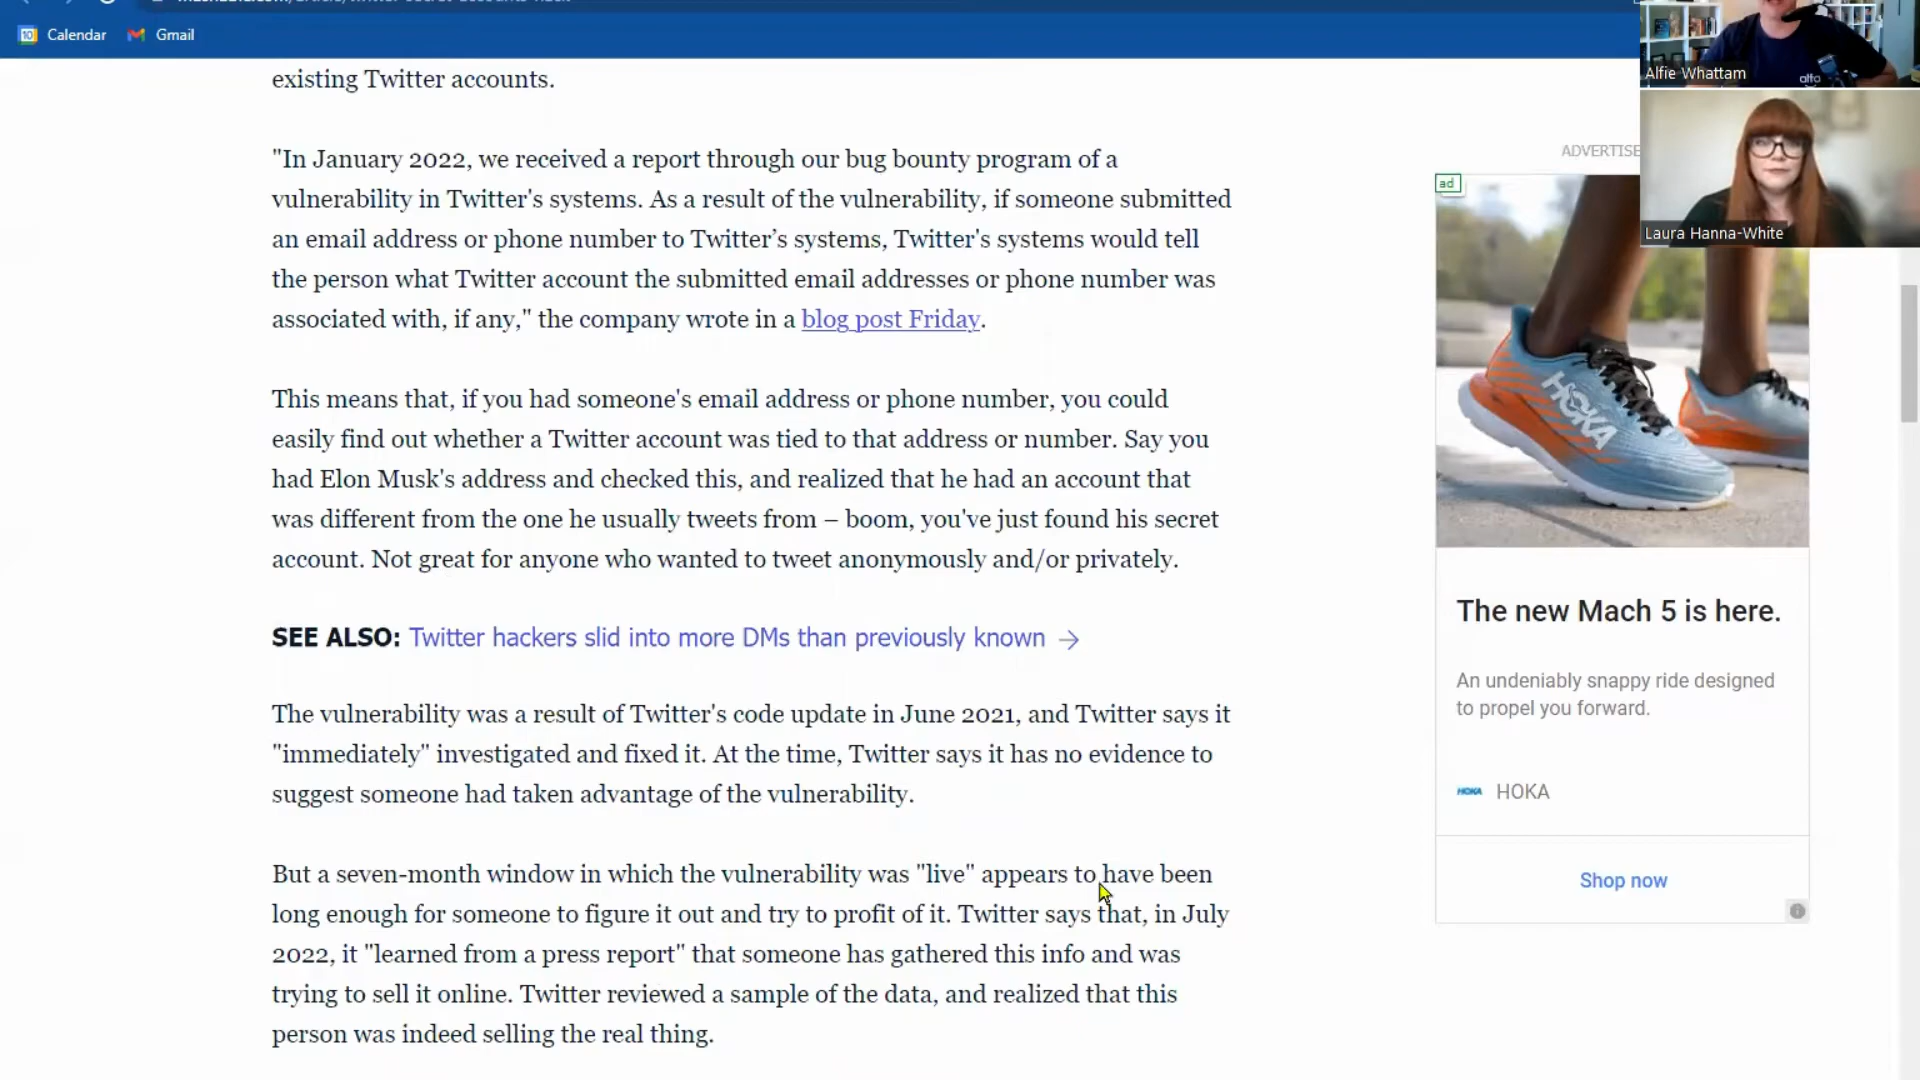 Calendar
Gmail
Alfie Whattam
alta
Laura Hanna-White
existing Twitter accounts.
"In January 2022, we received a report through our bug bounty program of a
vulnerability in Twitter's systems. As a result of the vulnerability, if someone submitted
an email address or phone number to Twitter’s systems, Twitter's systems would tell
the person what Twitter account the submitted email addresses or phone number was
associated with, if any," the company wrote in a blog post Friday.
This means that, if you had someone's email address or phone number, you could
easily find out whether a Twitter account was tied to that address or number. Say you
had Elon Musk's address and checked this, and realized that he had an account that
was different from the one he usually tweets from – boom, you've just found his secret
account. Not great for anyone who wanted to tweet anonymously and/or privately.
SEE ALSO: Twitter hackers slid into more DMs than previously known →
The vulnerability was a result of Twitter's code update in June 2021, and Twitter says it
"immediately" investigated and fixed it. At the time, Twitter says it has no evidence to
suggest someone had taken advantage of the vulnerability.
But a seven-month window in which the vulnerability was "live" appears to have been
long enough for someone to figure it out and try to profit of it. Twitter says that, in July
2022, it "learned from a press report" that someone has gathered this info and was
trying to sell it online. Twitter reviewed a sample of the data, and realized that this
person was indeed selling the real thing.
ADVERTISE
ad
HOKA
The new Mach 5 is here.
An undeniably snappy ride designed
to propel you forward.
HOKA HOKA
Shop now